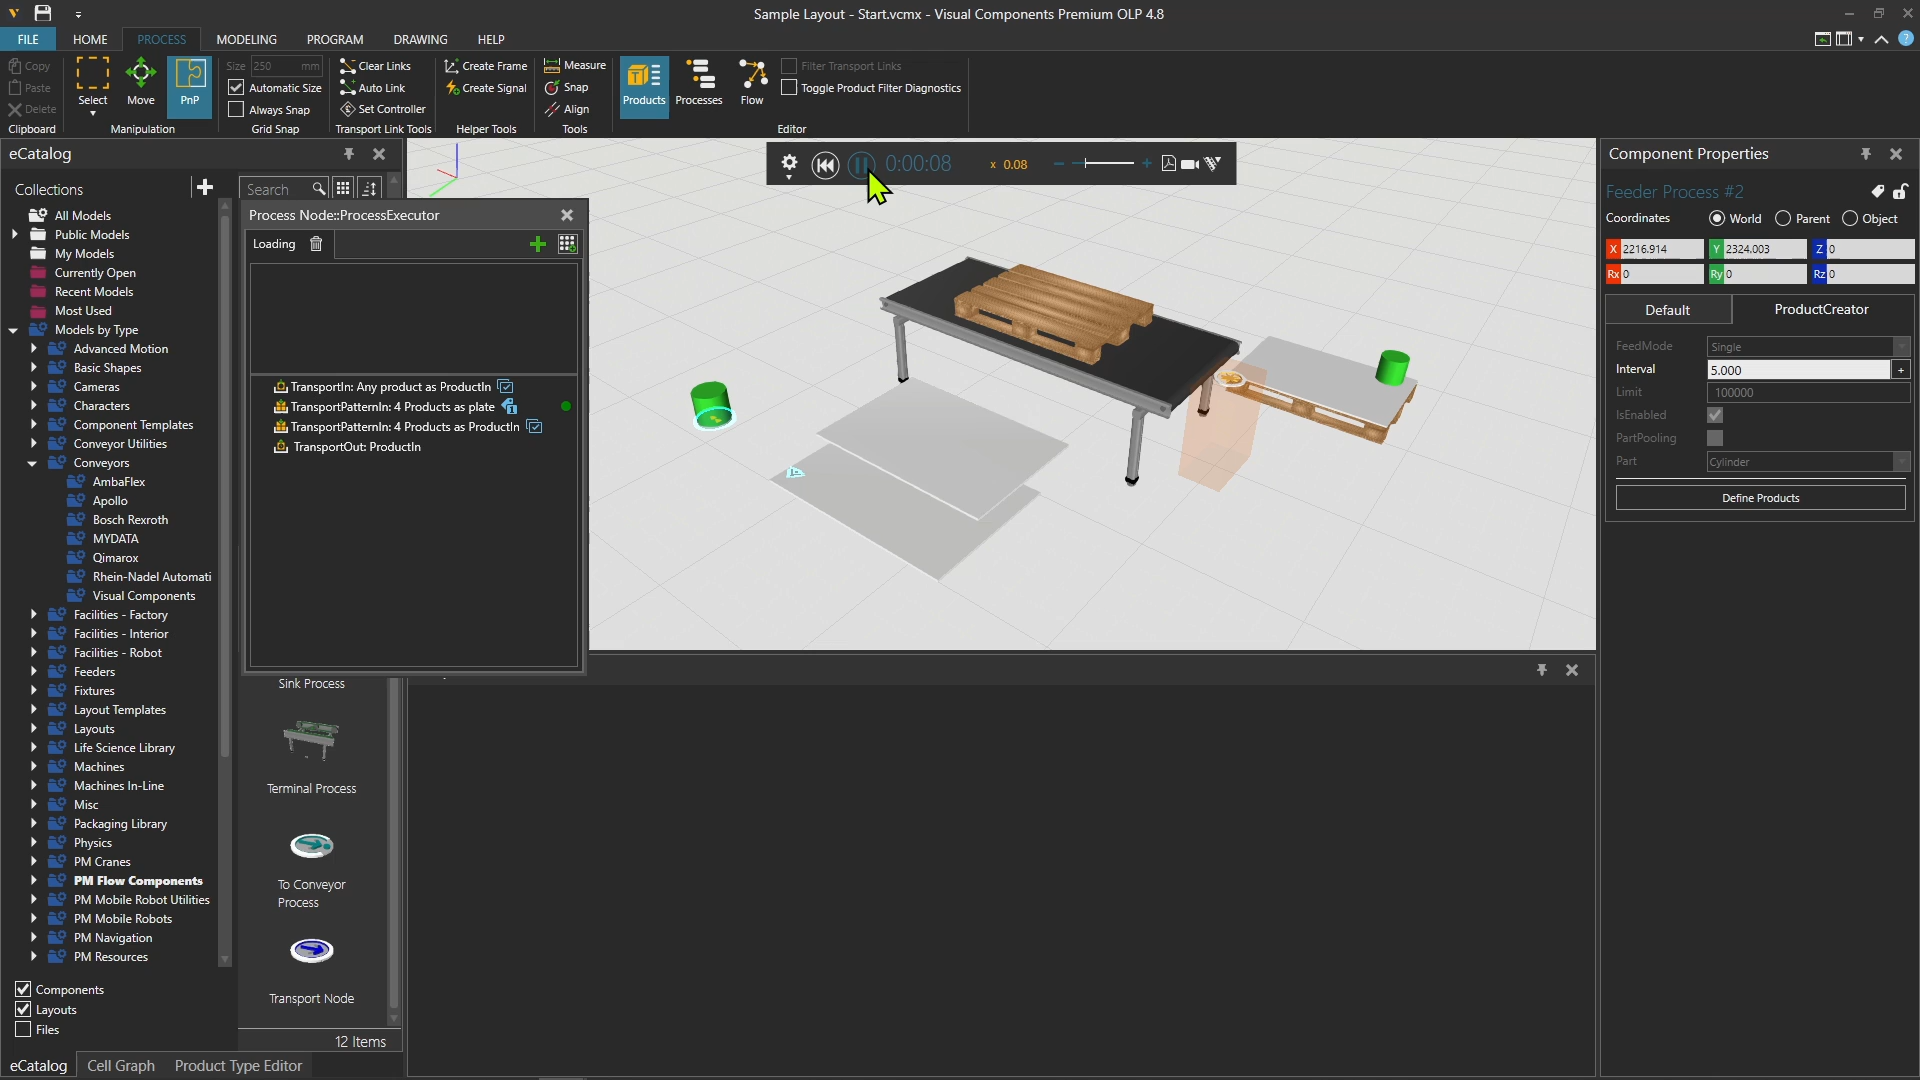 Sample Layout - Start.vcmx - Visual Components Premium OLP 4.8
FILE HOME PROCESS MODELING PROGRAM DRAWING HELP
Copy
Paste
Delete
Clipboard
Select
Move
PnP
Manipulation
Size 250 mm
Automatic Size
Always Snap
Grid Snap
Clear Links
Auto Link
Set Controller
Transport Link Tools
Create Frame
Create Signal
Helper Tools
Measure
Snap
Align
Tools
Products
Processes
Flow
Filter Transport Links
Toggle Product Filter Diagnostics
Editor
eCatalog
Collections
Search
All Models
Public Models
My Models
Currently Open
Recent Models
Most Used
Models by Type
Advanced Motion
Basic Shapes
Cameras
Characters
Component Templates
Conveyor Utilities
Conveyors
AmbaFlex
Apollo
Bosch Rexroth
MYDATA
Qimarox
Rhein-Nadel Automati
Visual Components
Facilities - Factory
Facilities - Interior
Facilities - Robot
Feeders
Fixtures
Layout Templates
Layouts
Life Science Library
Machines
Machines In-Line
Misc
Packaging Library
Physics
PM Cranes
PM Flow Components
PM Mobile Robot Utilities
PM Mobile Robots
PM Navigation
PM Resources
Components
Layouts
Files
eCatalog Cell Graph Product Type Editor
Process Node::ProcessExecutor
Loading
TransportIn: Any product as ProductIn
TransportPatternIn: 4 Products as plate
TransportPatternIn: 4 Products as ProductIn
TransportOut: ProductIn
Sink Process
Terminal Process
To Conveyor
Process
Transport Node
12 Items
0:00:08 x 0.08
Component Properties
Feeder Process #2
Coordinates World Parent Object
X 2216.914 Y 2324.003 Z 0
Rx 0 Ry 0 Rz 0
Default ProductCreator
FeedMode Single
Interval 5.000 +
Limit 100000
IsEnabled
PartPooling
Part Cylinder
Define Products